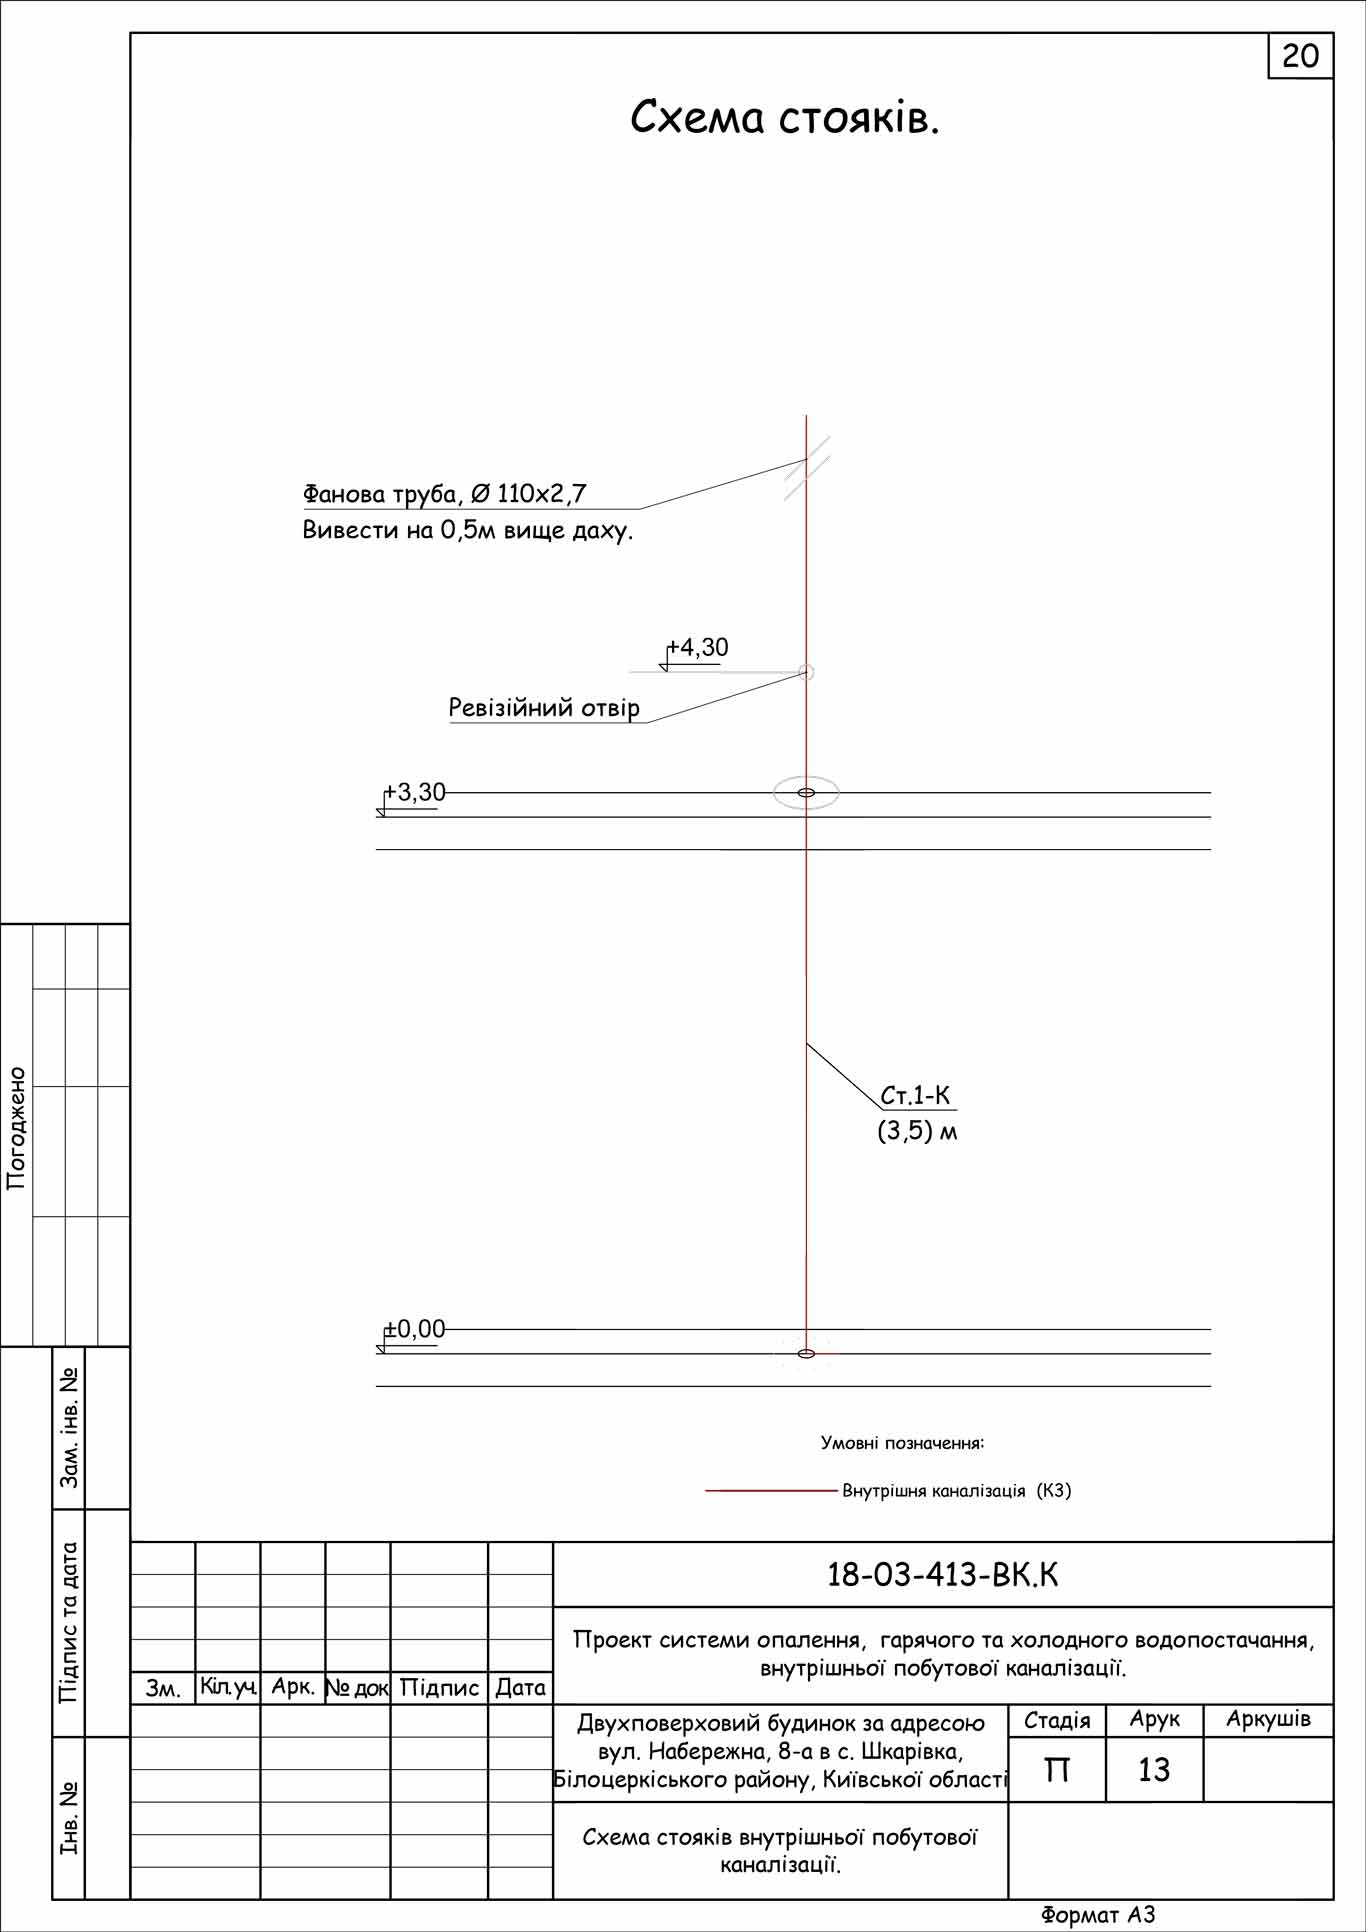 20
Схема стояків.
Фанова труба, Ø 110х2,7
Вивести на 0,5м вище даху.
+4,30
Ревізійний отвір
+3,30
Ст.1-К
(3,5) м
±0,00
Умовні позначення:
Внутрішня каналізація (К3)
Погоджено
Зам. інв. №
Підпис та дата
Інв. №
18-03-413-ВК.К
Проект системи опалення, гарячого та холодного водопостачання,
внутрішньої побутової каналізації.
Зм. Кіл.уч. Арк. № док Підпис Дата
Двухповерховий будинок за адресою
вул. Набережна, 8-а в с. Шкарівка,
Білоцеркіського району, Київської області
Стадія Арук Аркушів
П 13
Схема стояків внутрішньої побутової
каналізації.
Формат А3